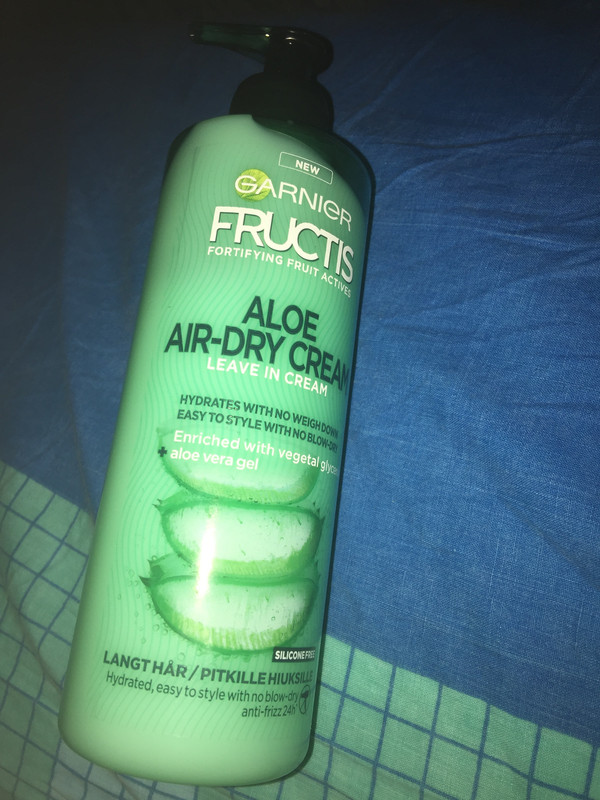 NEW
GARNIER
FRUCTIS
FORTIFYING FRUIT ACTIVES
ALOE
AIR-DRY CREAM
LEAVE IN CREAM
HYDRATES WITH NO WEIGH DOWN
EASY TO STYLE WITH NO BLOW-DRY
Enriched with vegetal
+ aloe vera gel
SILICONE FREE
LANGT HÅR / PITKILLE HIUKSILLE
Hydrated, easy to style with no blow-dry
anti-frizz 24h